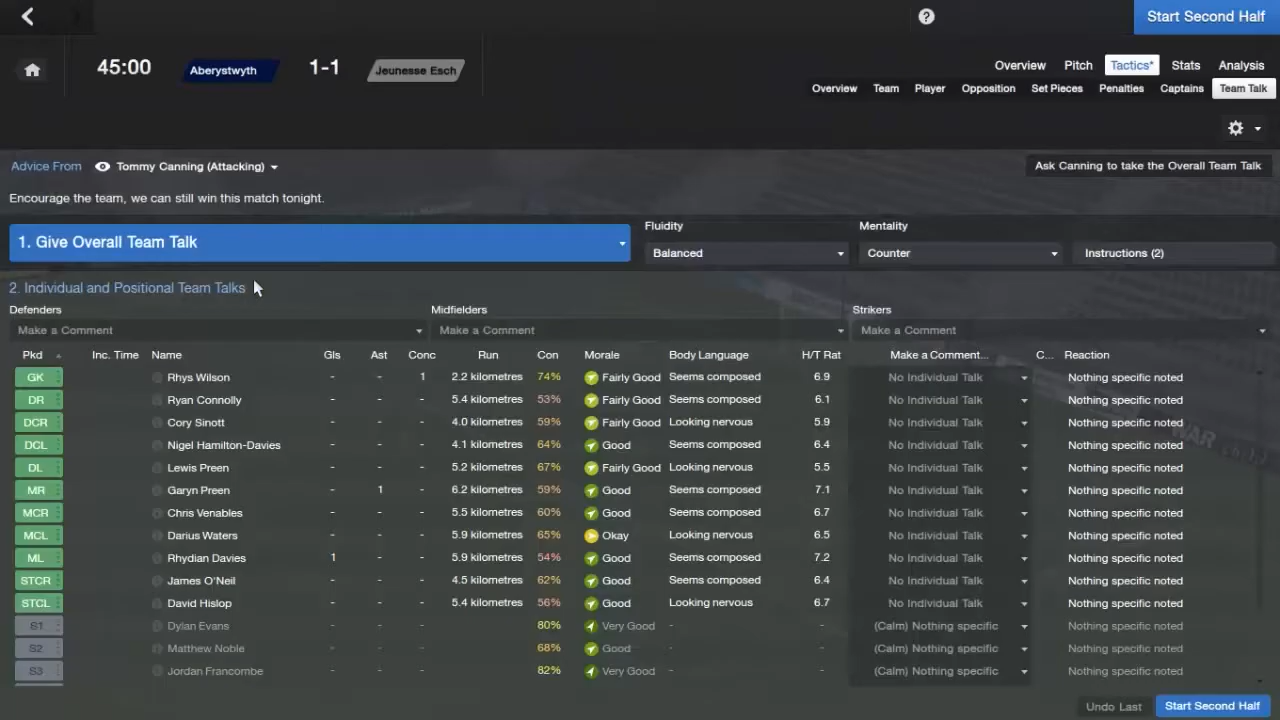 Start Second Half
45:00 Aberystwyth 1-1 Jeunesse Esch
Overview Pitch Tactics* Stats Analysis
Overview Team Player Opposition Set Pieces Penalties Captains Team Talk
Advice From Tommy Canning (Attacking) Ask Canning to take the Overall Team Talk
Encourage the team, we can still win this match tonight.
Fluidity Mentality
1. Give Overall Team Talk Balanced Counter Instructions (2)
2. Individual and Positional Team Talks
Defenders Midfielders Strikers
Make a Comment Make a Comment Make a Comment
Pkd Inc. Time Name Gls Ast Conc Run Con Morale Body Language H/T Rat Make a Comment... C... Reaction
GK Rhys Wilson - - 1 2.2 kilometres 74% Fairly Good Seems composed 6.9 No Individual Talk Nothing specific noted
DR Ryan Connolly - - - 5.4 kilometres 53% Fairly Good Seems composed 6.1 No Individual Talk Nothing specific noted
DCR Cory Sinott - - - 4.0 kilometres 59% Fairly Good Looking nervous 5.9 No Individual Talk Nothing specific noted
DCL Nigel Hamilton-Davies - - - 4.1 kilometres 64% Good Seems composed 6.4 No Individual Talk Nothing specific noted
DL Lewis Preen - - - 5.2 kilometres 67% Fairly Good Looking nervous 5.5 No Individual Talk Nothing specific noted
MR Garyn Preen - 1 - 6.2 kilometres 59% Good Seems composed 7.1 No Individual Talk Nothing specific noted
MCR Chris Venables - - - 5.5 kilometres 60% Good Seems composed 6.7 No Individual Talk Nothing specific noted
MCL Darius Waters - - - 5.9 kilometres 65% Okay Looking nervous 6.5 No Individual Talk Nothing specific noted
ML Rhydian Davies 1 - - 5.9 kilometres 54% Good Seems composed 7.2 No Individual Talk Nothing specific noted
STCR James O'Neil - - - 4.5 kilometres 62% Good Seems composed 6.4 No Individual Talk Nothing specific noted
STCL David Hislop - - - 5.4 kilometres 56% Good Looking nervous 6.7 No Individual Talk Nothing specific noted
S1 Dylan Evans 80% Very Good - - (Calm) Nothing specific Nothing specific noted
S2 Matthew Noble 68% Good - - (Calm) Nothing specific Nothing specific noted
S3 Jordan Francombe 82% Very Good - - (Calm) Nothing specific Nothing specific noted
Undo Last Start Second Half